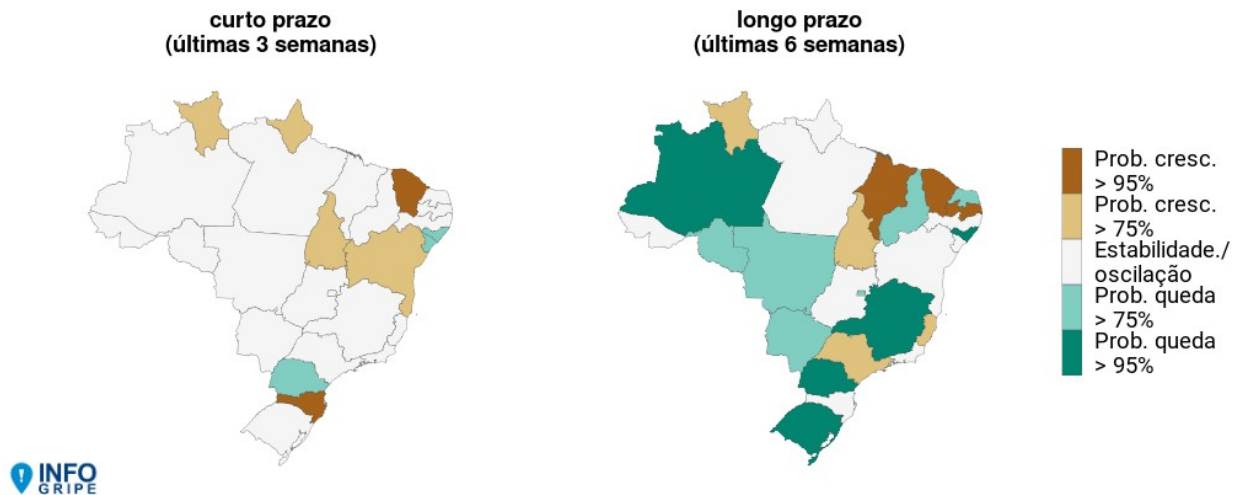 curto prazo
(últimas 3 semanas)
longo prazo
(últimas 6 semanas)
Prob. cresc.
> 95%
Prob. cresc.
> 75%
Estabilidade./
oscilação
Prob. queda
> 75%
Prob. queda
> 95%
INFO
GRIPE